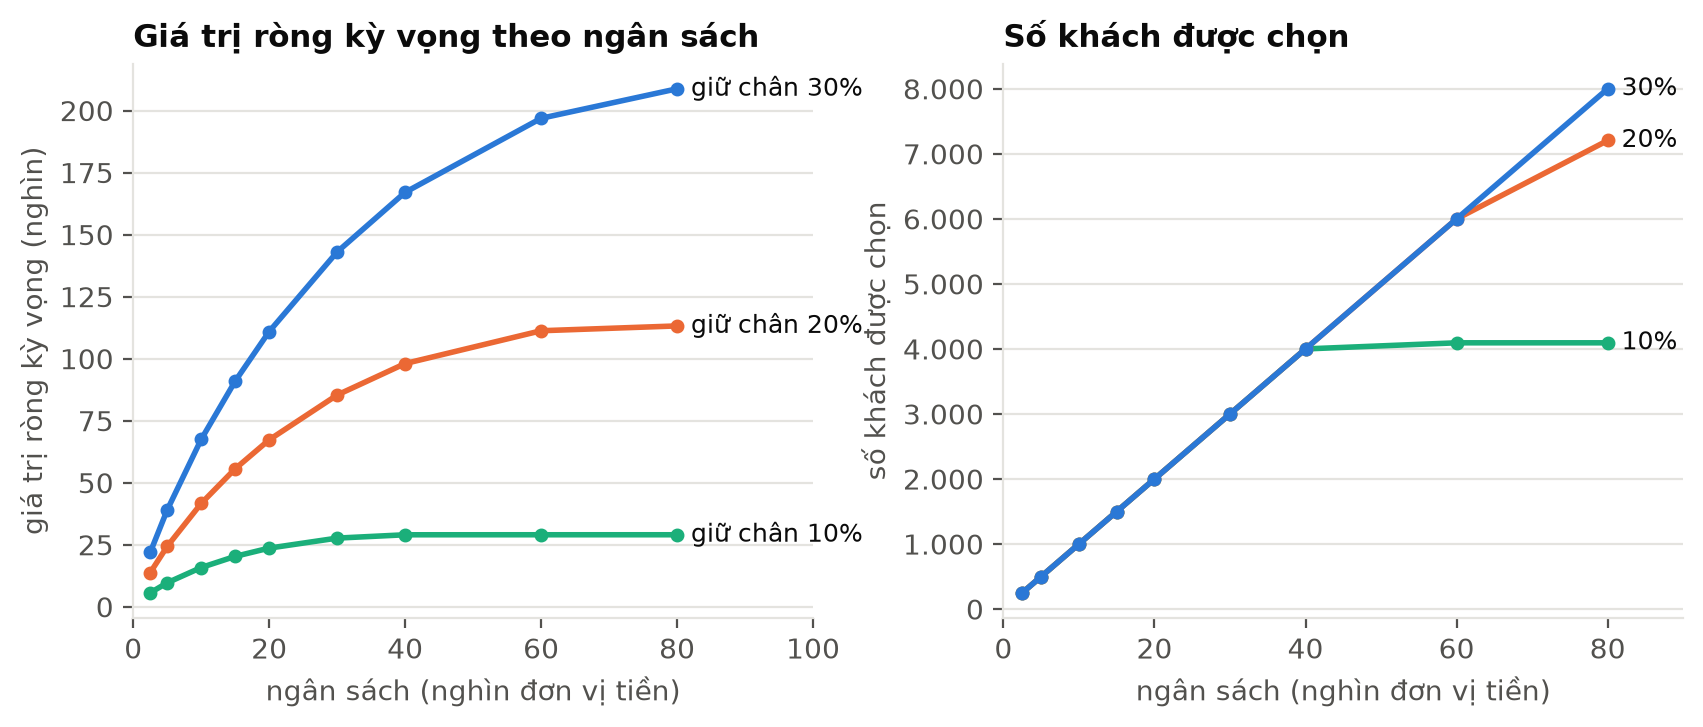 Giá trị ròng kỳ vọng theo ngân sách
giá trị ròng kỳ vọng (nghìn)
200
175
150
125
100
75
50
25
0
giữ chân 30%
giữ chân 20%
giữ chân 10%
0 20 40 60 80 100
ngân sách (nghìn đơn vị tiền)
Số khách được chọn
số khách được chọn
8.000
7.000
6.000
5.000
4.000
3.000
2.000
1.000
0
30%
20%
10%
0 20 40 60 80
ngân sách (nghìn đơn vị tiền)